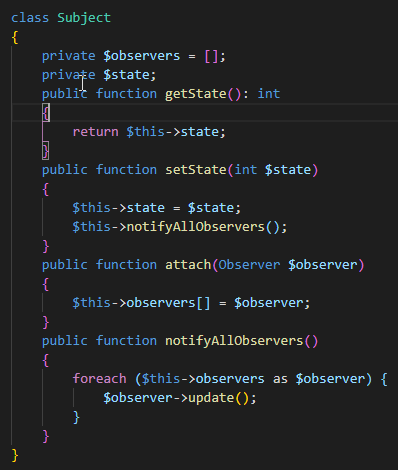 class Subject
{
    private $observers = [];
    private $state;
    public function getState(): int
    {
        return $this->state;
    }
    public function setState(int $state)
    {
        $this->state = $state;
        $this->notifyAllObservers();
    }
    public function attach(Observer $observer)
    {
        $this->observers[] = $observer;
    }
    public function notifyAllObservers()
    {
        foreach ($this->observers as $observer) {
            $observer->update();
        }
    }
}